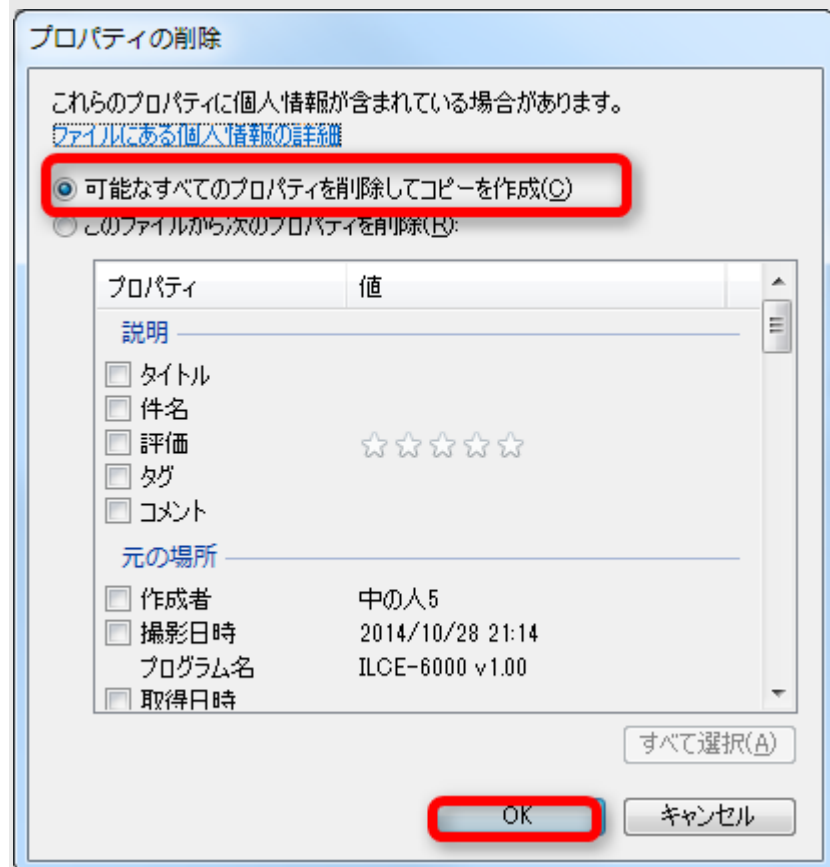 プロパティの削除
これらのプロパティに個人情報が含まれている場合があります。
ファイルにある個人情報の詳細
可能なすべてのプロパティを削除してコピーを作成(C)
このファイルから次のプロパティを削除(R):
プロパティ 値
説明
タイトル
件名
評価
タグ
コメント
元の場所
作成者 中の人5
撮影日時 2014/10/28 21:14
プログラム名 ILCE-6000 v1.00
取得日時
すべて選択(A)
OK キャンセル